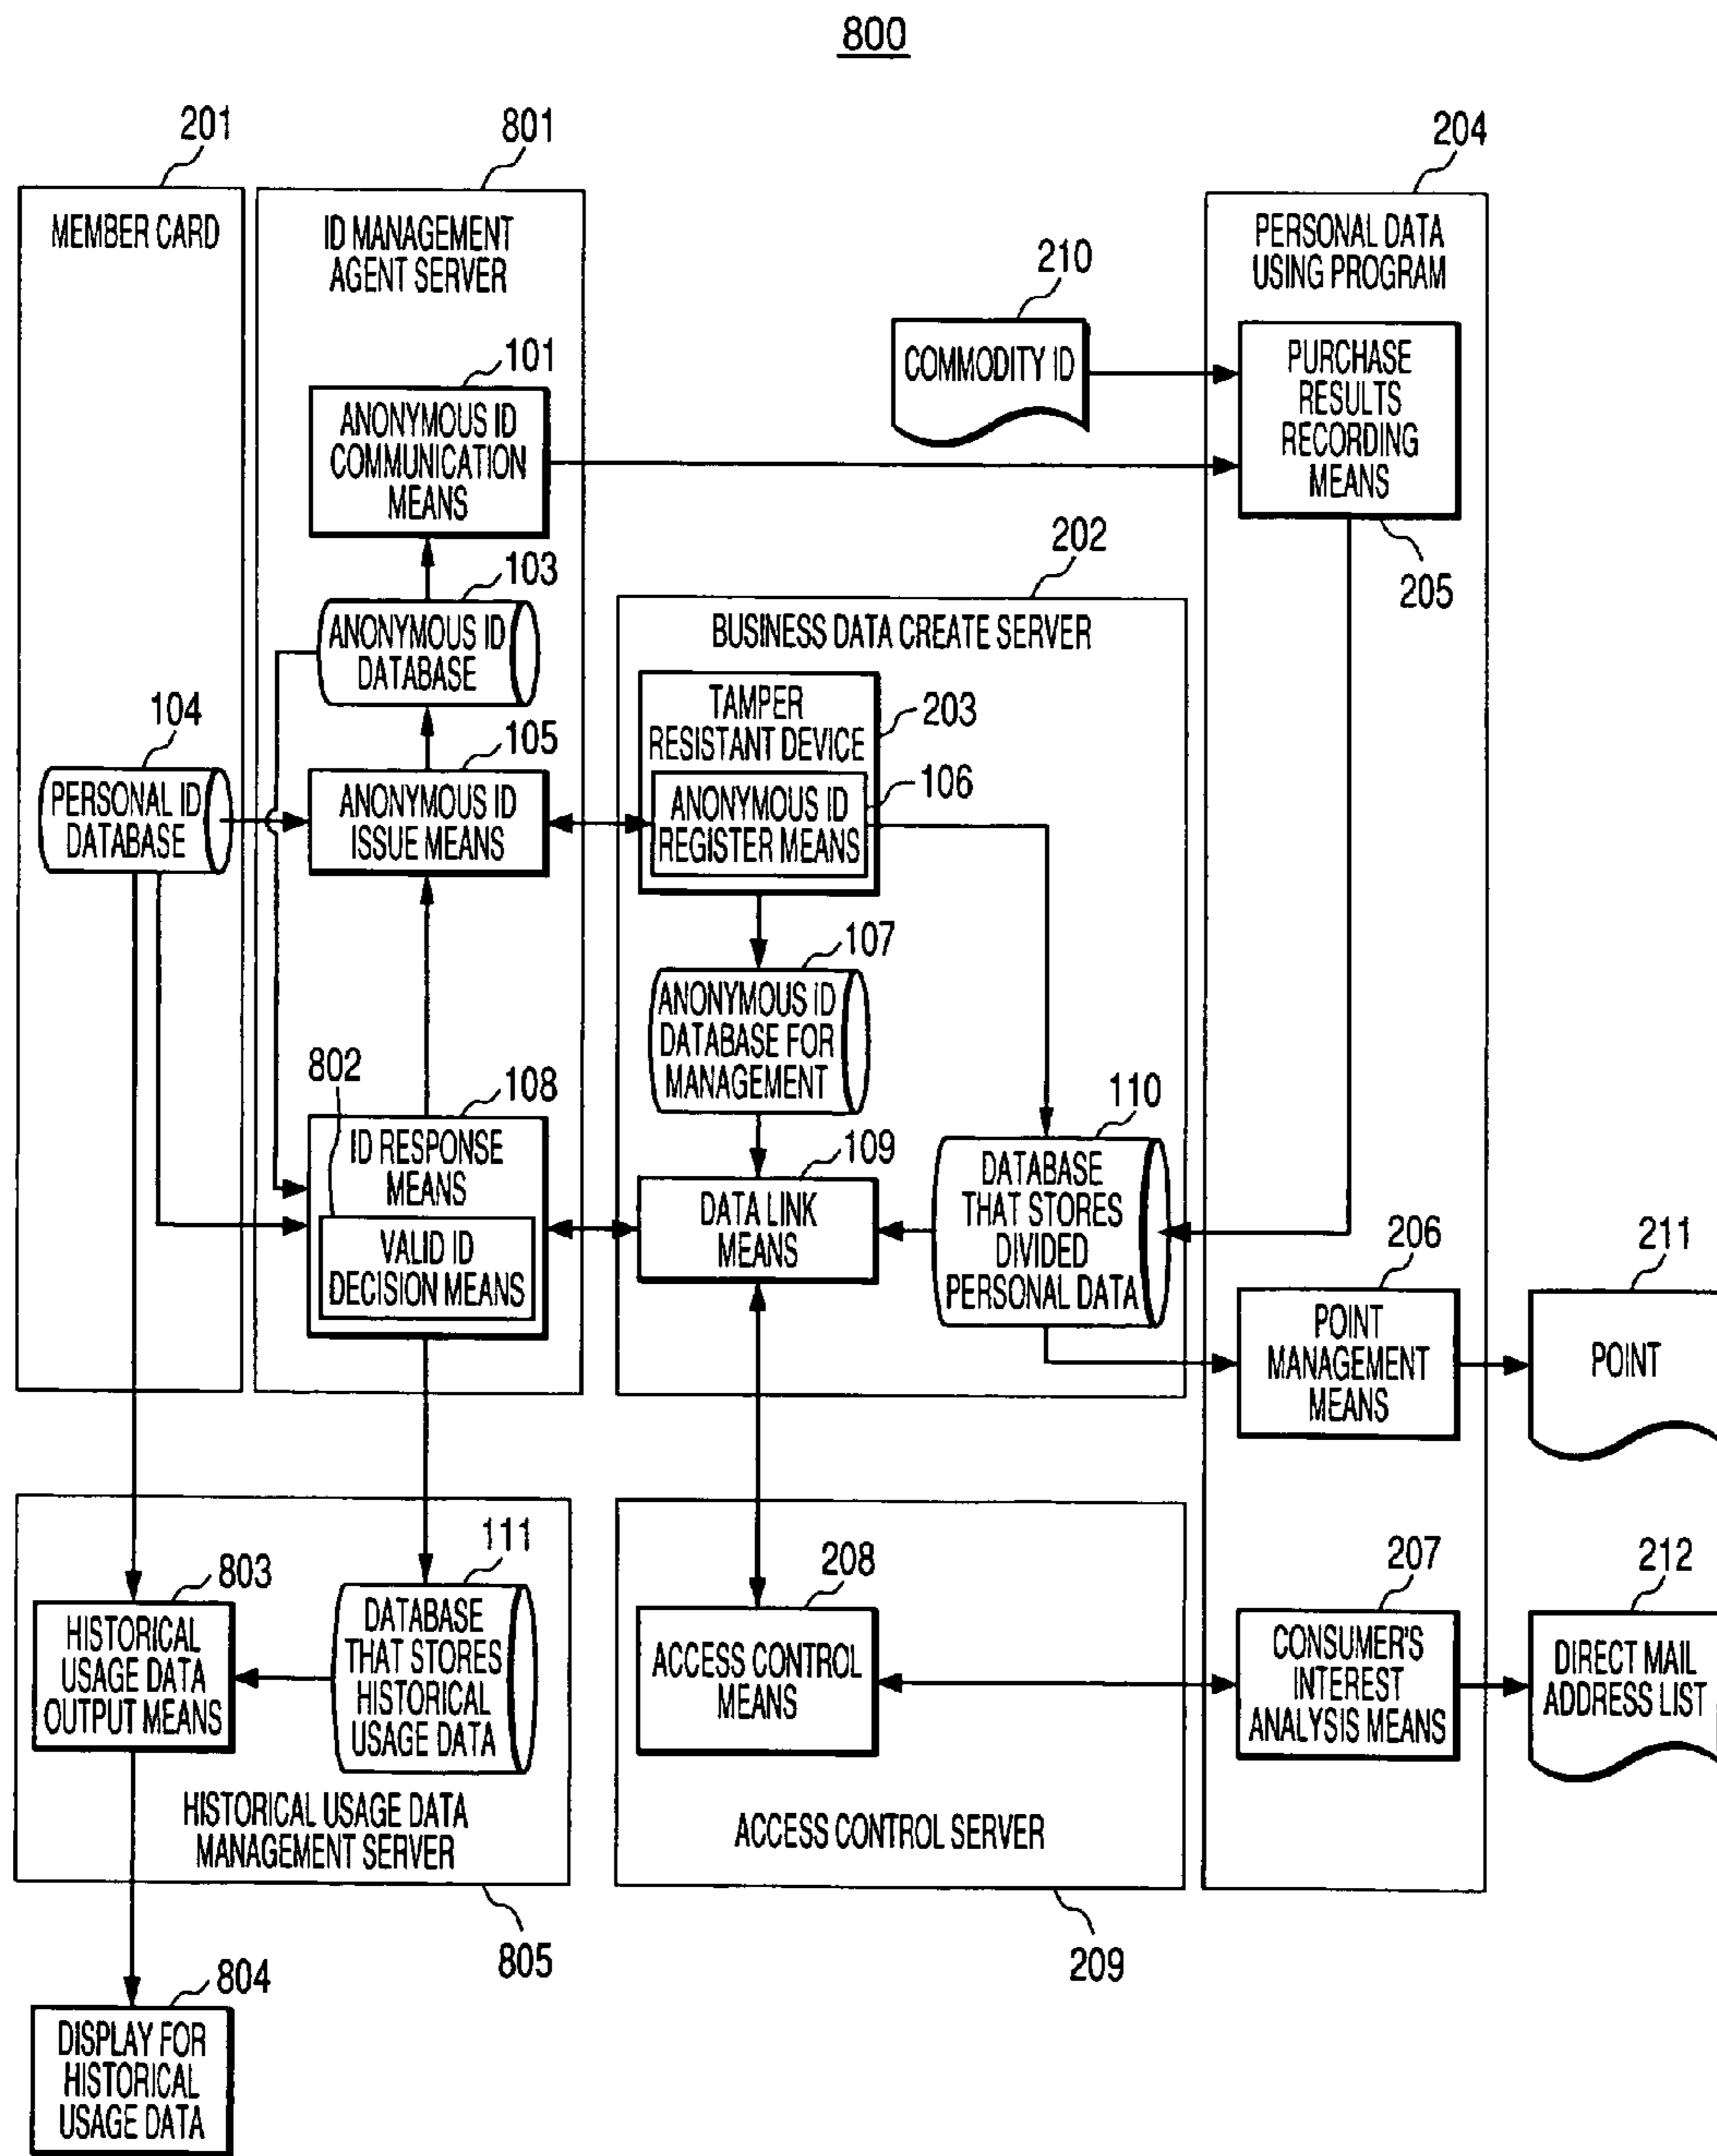 800
201
801
204
MEMBER CARD
ID MANAGEMENT
AGENT SERVER
PERSONAL DATA
USING PROGRAM
210
COMMODITY ID
PURCHASE
RESULTS
RECORDING
MEANS
205
101
ANONYMOUS ID
COMMUNICATION
MEANS
103
ANONYMOUS ID
DATABASE
202
BUSINESS DATA CREATE SERVER
TAMPER
RESISTANT DEVICE
203
104
PERSONAL ID
DATABASE
105
ANONYMOUS ID
ISSUE MEANS
106
ANONYMOUS ID
REGISTER MEANS
107
ANONYMOUS ID
DATABASE FOR
MANAGEMENT
802
108
ID RESPONSE
MEANS
VALID ID
DECISION MEANS
109
DATA LINK
MEANS
110
DATABASE
THAT STORES
DIVIDED
PERSONAL DATA
206
POINT
MANAGEMENT
MEANS
211
POINT
803
HISTORICAL
USAGE DATA
OUTPUT MEANS
111
DATABASE
THAT STORES
HISTORICAL
USAGE DATA
HISTORICAL USAGE DATA
MANAGEMENT SERVER
805
208
ACCESS CONTROL
MEANS
ACCESS CONTROL SERVER
209
207
CONSUMER'S
INTEREST
ANALYSIS MEANS
212
DIRECT MAIL
ADDRESS LIST
804
DISPLAY FOR
HISTORICAL
USAGE DATA